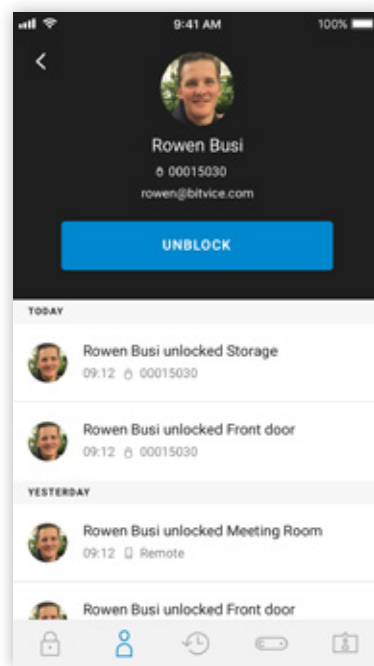 9:41 AM
100%
Rowen Busi
00015030
rowen@bitvice.com
UNBLOCK
TODAY
Rowen Busi unlocked Storage
09:12 00015030
Rowen Busi unlocked Front door
09:12 00015030
YESTERDAY
Rowen Busi unlocked Meeting Room
09:12 Remote
Rowen Busi unlocked Front door